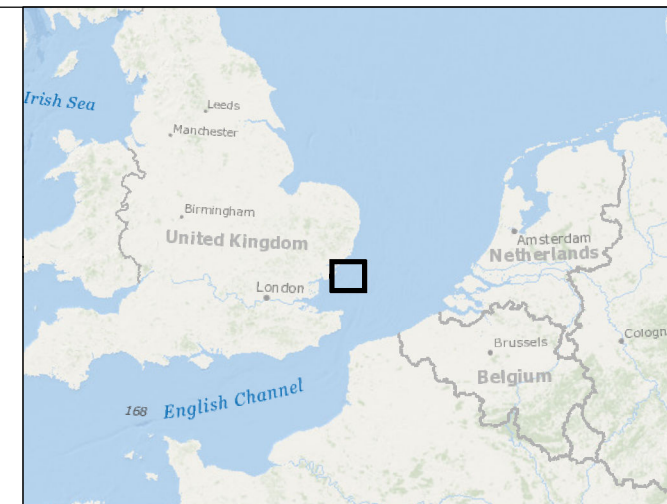 Irish Sea
Leeds
Manchester
Birmingham
United Kingdom
Amsterdam
Netherlands
London
Cologn
Brussels
Belgium
168
English Channel